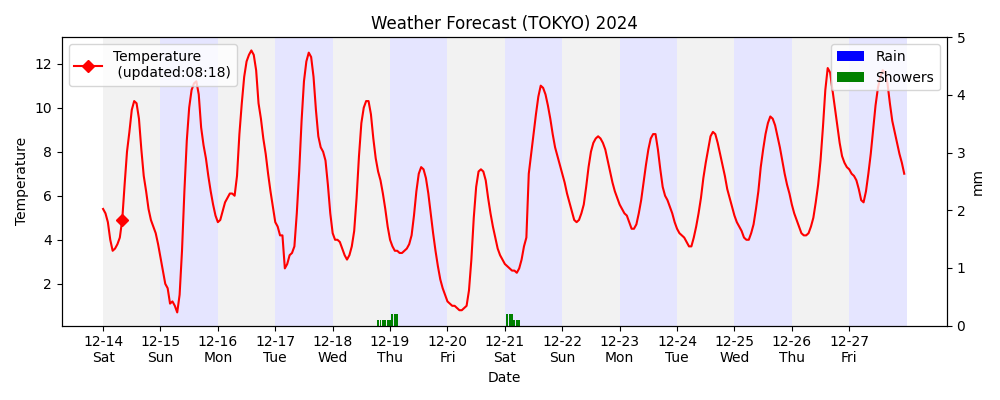 Weather Forecast (TOKYO) 2024
Temperature
(updated:08:18)
Rain
Showers
Temperature
12
10
8
6
4
2
5
4
3
2
1
0
mm
12-14 12-15 12-16 12-17 12-18 12-19 12-20 12-21 12-22 12-23 12-24 12-25 12-26 12-27
Sat Sun Mon Tue Wed Thu Fri Sat Sun Mon Tue Wed Thu Fri
Date